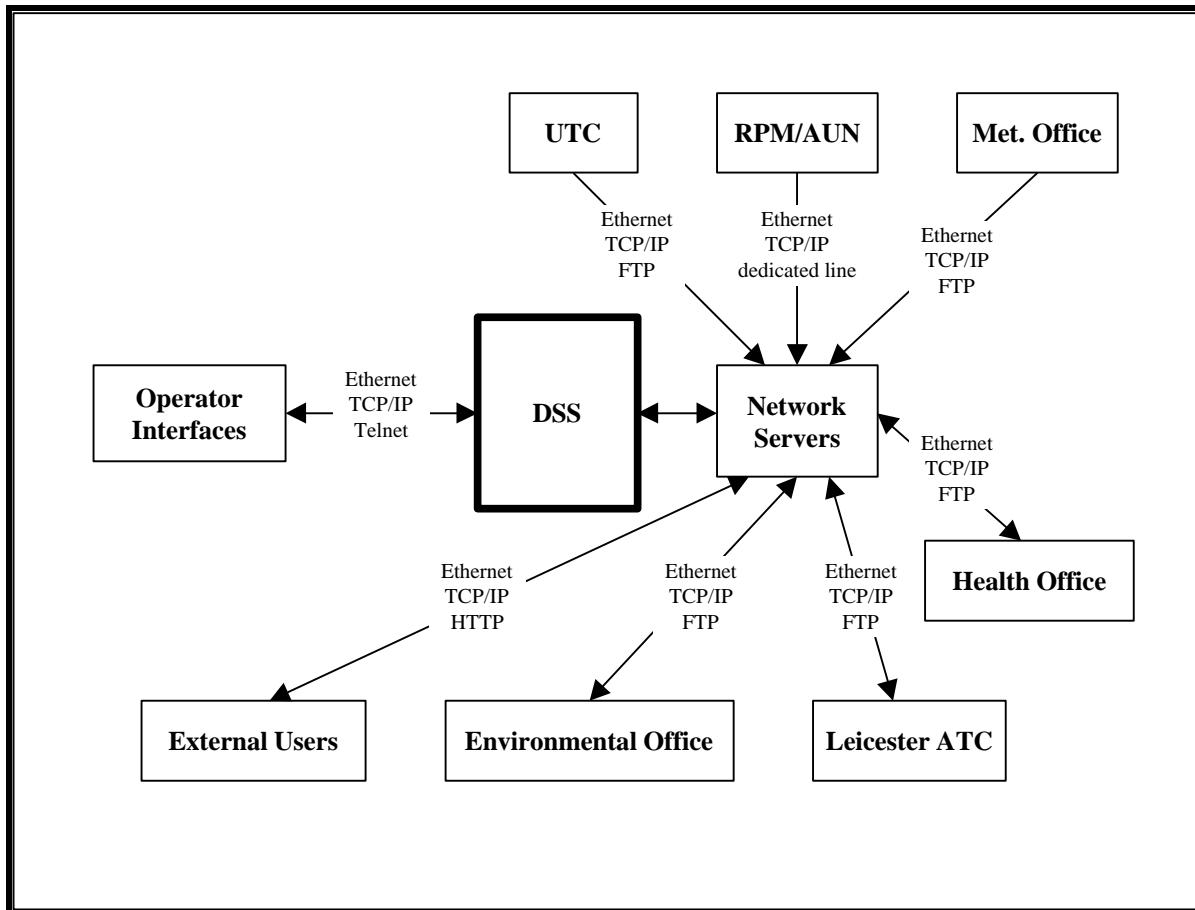 UTC
RPM/AUN
Met. Office
Ethernet
TCP/IP
FTP
Ethernet
TCP/IP
dedicated line
Ethernet
TCP/IP
FTP
Operator
Interfaces
Ethernet
TCP/IP
Telnet
DSS
Network
Servers
Ethernet
TCP/IP
FTP
Health Office
Ethernet
TCP/IP
HTTP
Ethernet
TCP/IP
FTP
Ethernet
TCP/IP
FTP
External Users
Environmental Office
Leicester ATC